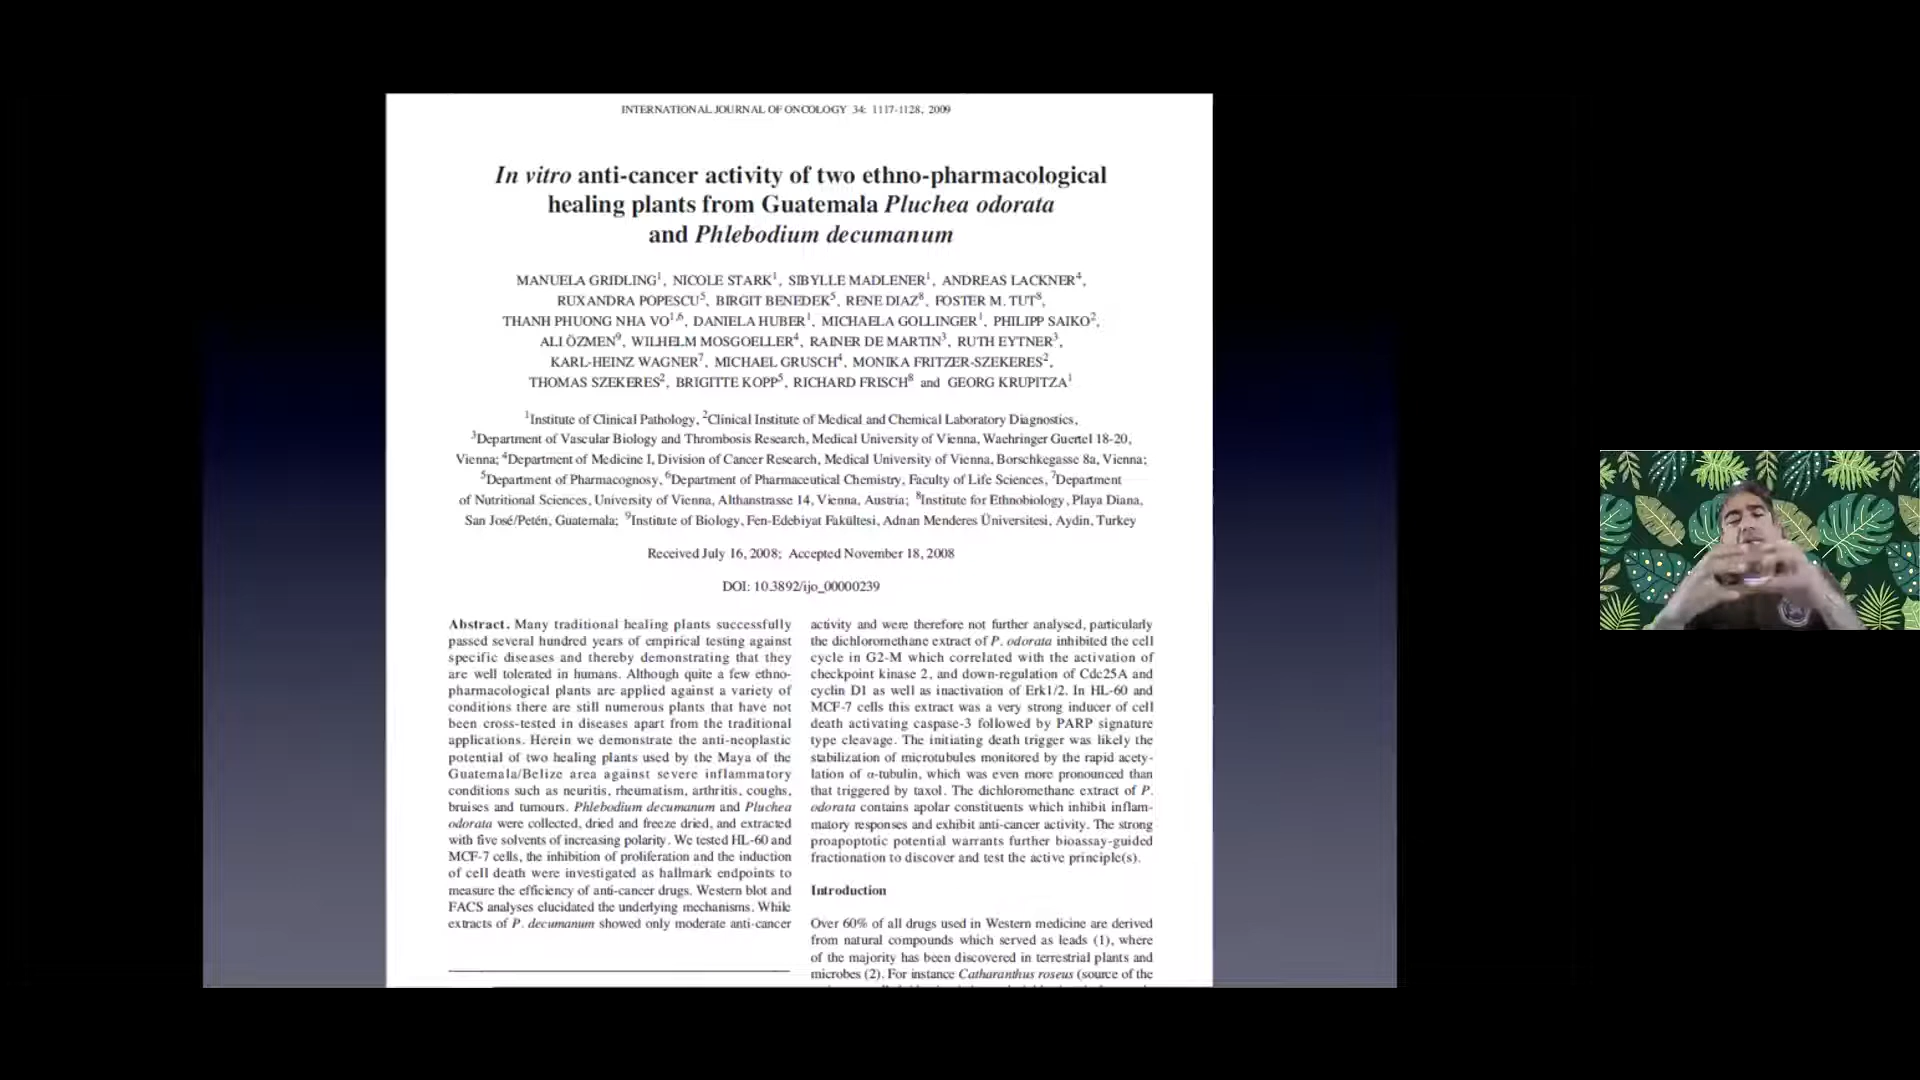 INTERNATIONAL JOURNAL OF ONCOLOGY 34: 1117-1128, 2009
In vitro anti-cancer activity of two ethno-pharmacological
healing plants from Guatemala Pluchea odorata
and Phlebodium decumanum
MANUELA GRIDLING1, NICOLE STARK1, SIBYLLE MADLENER1, ANDREAS LACKNER4,
RUXANDRA POPESCU5, BIRGIT BENEDEK5, RENE DIAZ8, FOSTER M. TUT8,
THANH PHUONG NHA VO1,6, DANIELA HUBER1, MICHAELA GOLLINGER1, PHILIPP SAIKO2,
ALI ÖZMEN9, WILHELM MOSGOELLER4, RAINER DE MARTIN3, RUTH EYTNER3,
KARL-HEINZ WAGNER7, MICHAEL GRUSCH4, MONIKA FRITZER-SZEKERES2,
THOMAS SZEKERES2, BRIGITTE KOPP5, RICHARD FRISCH8 and GEORG KRUPITZA1
1Institute of Clinical Pathology, 2Clinical Institute of Medical and Chemical Laboratory Diagnostics,
3Department of Vascular Biology and Thrombosis Research, Medical University of Vienna, Waehringer Guertel 18-20,
Vienna; 4Department of Medicine I, Division of Cancer Research, Medical University of Vienna, Borschkegasse 8a, Vienna;
5Department of Pharmacognosy, 6Department of Pharmaceutical Chemistry, Faculty of Life Sciences, 7Department
of Nutritional Sciences, University of Vienna, Althanstrasse 14, Vienna, Austria; 8Institute for Ethnobiology, Playa Diana,
San José/Petén, Guatemala; 9Institute of Biology, Fen-Edebiyat Fakültesi, Adnan Menderes Üniversitesi, Aydin, Turkey
Received July 16, 2008; Accepted November 18, 2008
DOI: 10.3892/ijo_00000239
Abstract. Many traditional healing plants successfully
passed several hundred years of empirical testing against
specific diseases and thereby demonstrating that they
are well tolerated in humans. Although quite a few ethno-
pharmacological plants are applied against a variety of
conditions there are still numerous plants that have not
been cross-tested in diseases apart from the traditional
applications. Herein we demonstrate the anti-neoplastic
potential of two healing plants used by the Maya of the
Guatemala/Belize area against severe inflammatory
conditions such as neuritis, rheumatism, arthritis, coughs,
bruises and tumours. Phlebodium decumanum and Pluchea
odorata were collected, dried and freeze dried, and extracted
with five solvents of increasing polarity. We tested HL-60 and
MCF-7 cells, the inhibition of proliferation and the induction
of cell death were investigated as hallmark endpoints to
measure the efficiency of anti-cancer drugs. Western blot and
FACS analyses elucidated the underlying mechanisms. While
extracts of P. decumanum showed only moderate anti-cancer
activity and were therefore not further analysed, particularly
the dichloromethane extract of P. odorata inhibited the cell
cycle in G2-M which correlated with the activation of
checkpoint kinase 2, and down-regulation of Cdc25A and
cyclin D1 as well as inactivation of Erk1/2. In HL-60 and
MCF-7 cells this extract was a very strong inducer of cell
death activating caspase-3 followed by PARP signature
type cleavage. The initiating death trigger was likely the
stabilization of microtubules monitored by the rapid acety-
lation of α-tubulin, which was even more pronounced than
that triggered by taxol. The dichloromethane extract of P.
odorata contains apolar constituents which inhibit inflam-
matory responses and exhibit anti-cancer activity. The strong
proapoptotic potential warrants further bioassay-guided
fractionation to discover and test the active principle(s).
Introduction
Over 60% of all drugs used in Western medicine are derived
from natural compounds which served as leads (1), where
of the majority has been discovered in terrestrial plants and
microbes (2). For instance Catharanthus roseus (source of the